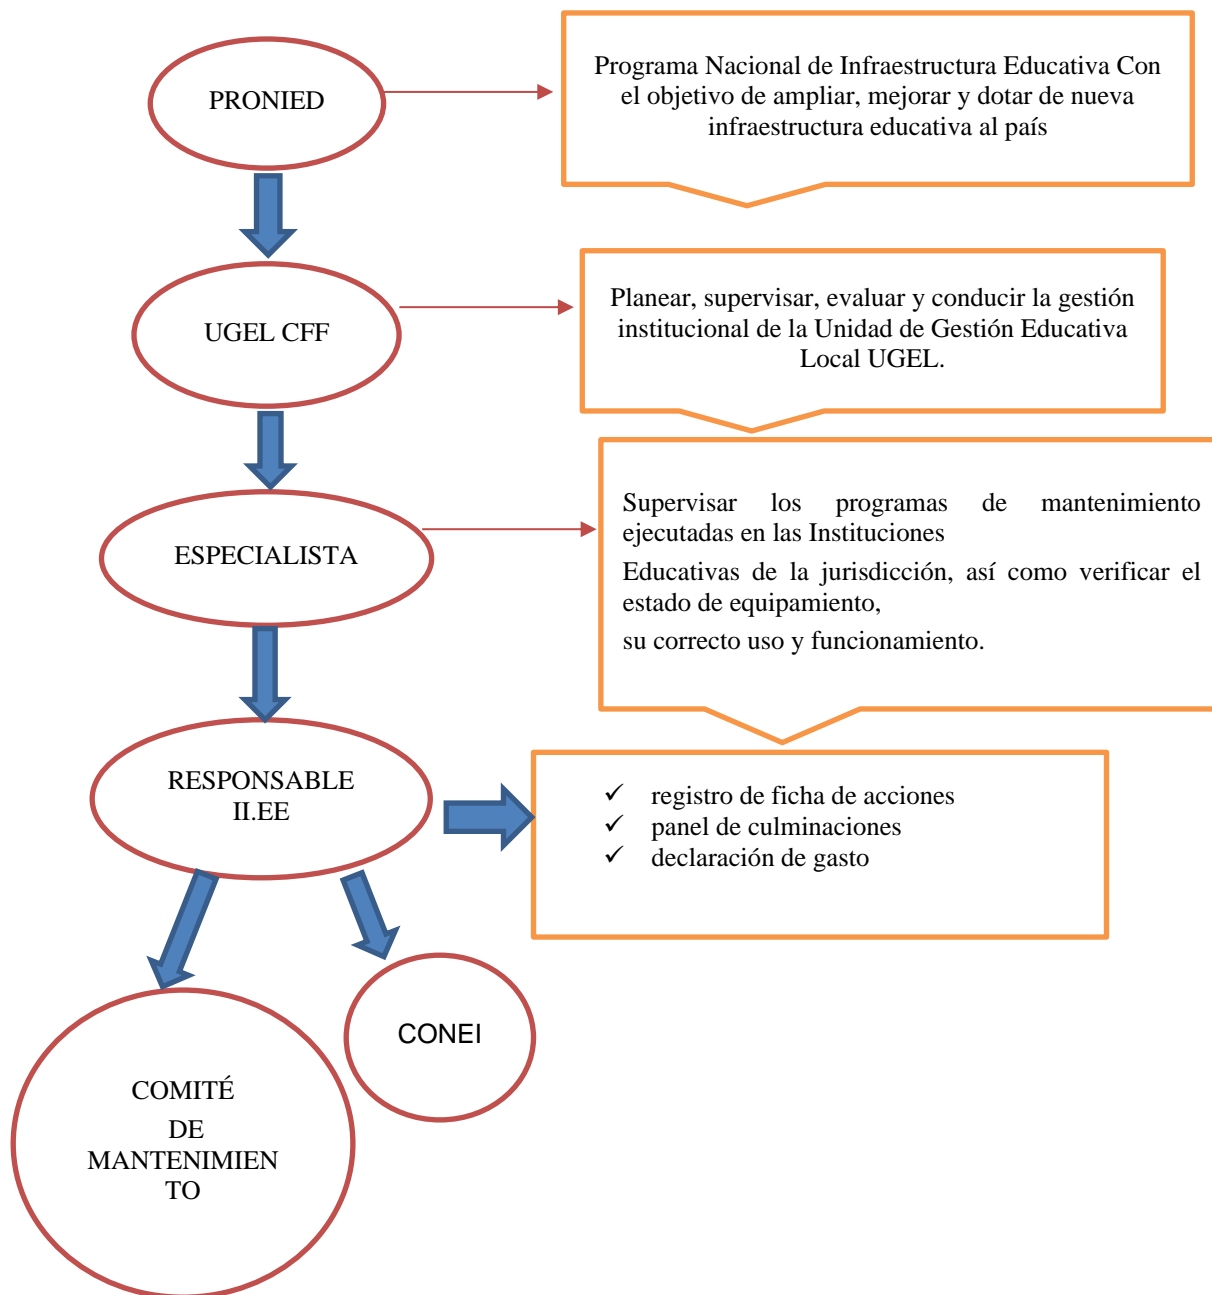 PRONIED
Programa Nacional de Infraestructura Educativa Con
el objetivo de ampliar, mejorar y dotar de nueva
infraestructura educativa al país
UGEL CFF
Planear, supervisar, evaluar y conducir la gestión
institucional de la Unidad de Gestión Educativa
Local UGEL.
ESPECIALISTA
Supervisar los programas de mantenimiento
ejecutadas en las Instituciones
Educativas de la jurisdicción, así como verificar el
estado de equipamiento,
su correcto uso y funcionamiento.
RESPONSABLE
II.EE
✓ registro de ficha de acciones
✓ panel de culminaciones
✓ declaración de gasto
CONEI
COMITÉ
DE
MANTENIMIEN
TO